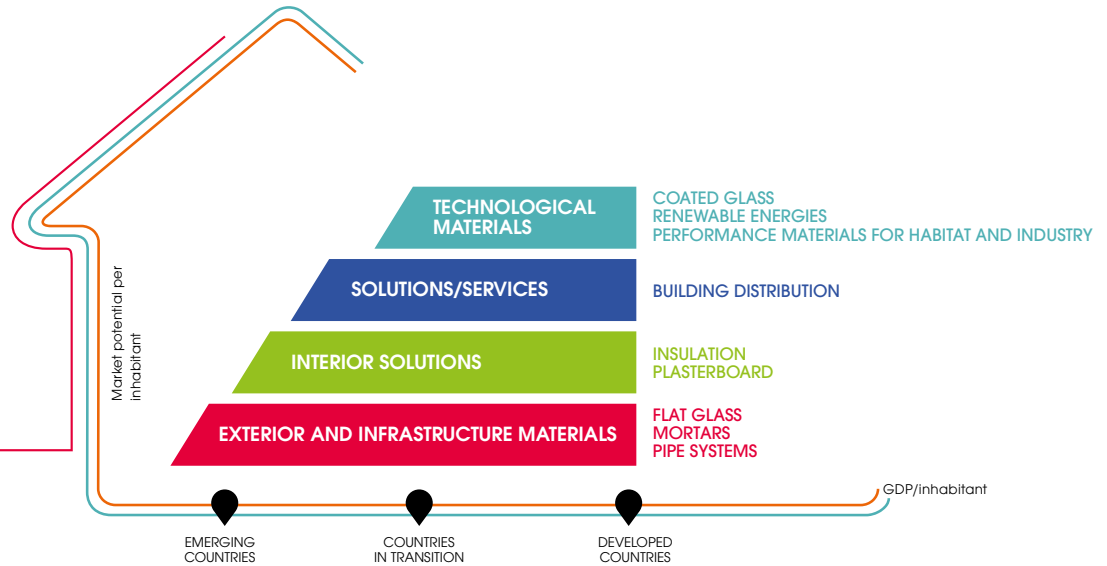 TECHNOLOGICAL
MATERIALS
COATED GLASS
RENEWABLE ENERGIES
PERFORMANCE MATERIALS FOR HABITAT AND INDUSTRY
SOLUTIONS/SERVICES
BUILDING DISTRIBUTION
Market potential per
inhabitant
INTERIOR SOLUTIONS
INSULATION
PLASTERBOARD
EXTERIOR AND INFRASTRUCTURE MATERIALS
FLAT GLASS
MORTARS
PIPE SYSTEMS
GDP/inhabitant
EMERGING
COUNTRIES
COUNTRIES
IN TRANSITION
DEVELOPED
COUNTRIES